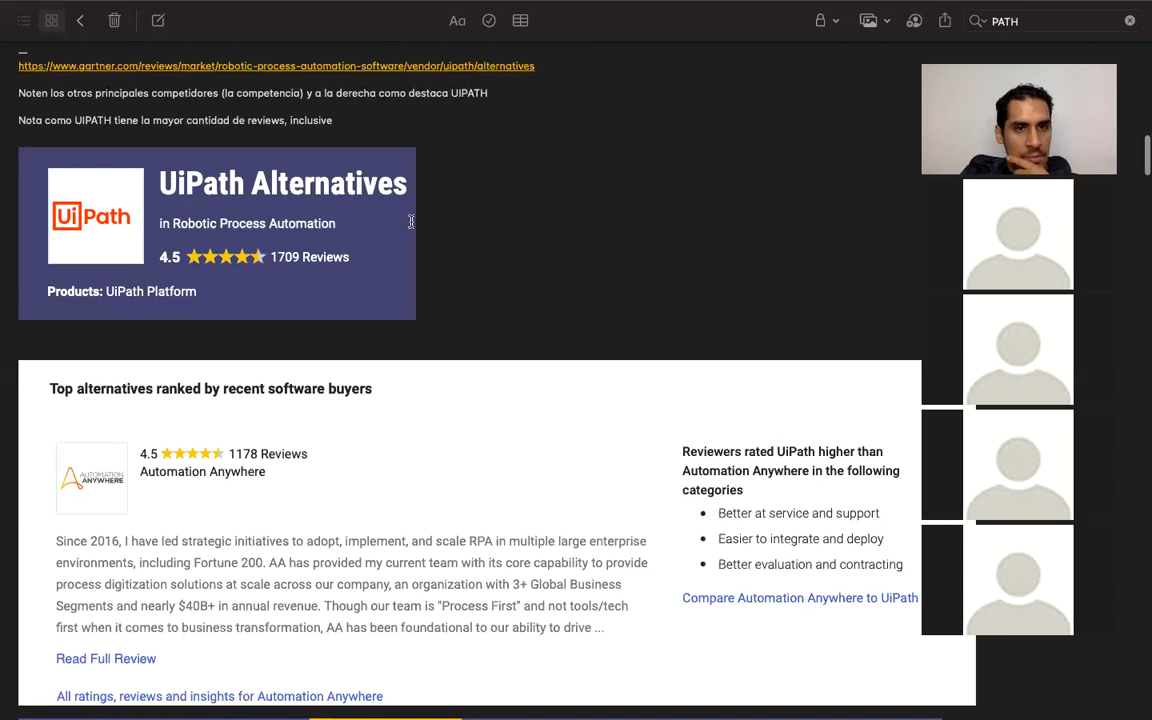 Aa
PATH
https://www.gartner.com/reviews/market/robotic-process-automation-software/vendor/uipath/alternatives
Noten los otros principales competidores (la competencia) y a la derecha como destaca UIPATH
Nota como UIPATH tiene la mayor cantidad de reviews, inclusive
UiPath
UiPath Alternatives
in Robotic Process Automation
4.5 1709 Reviews
Products: UiPath Platform
Top alternatives ranked by recent software buyers
AUTOMATION
ANYWHERE
4.5 1178 Reviews
Automation Anywhere
Since 2016, I have led strategic initiatives to adopt, implement, and scale RPA in multiple large enterprise
environments, including Fortune 200. AA has provided my current team with its core capability to provide
process digitization solutions at scale across our company, an organization with 3+ Global Business
Segments and nearly $40B+ in annual revenue. Though our team is "Process First" and not tools/tech
first when it comes to business transformation, AA has been foundational to our ability to drive ...
Read Full Review
All ratings, reviews and insights for Automation Anywhere
Reviewers rated UiPath higher than
Automation Anywhere in the following
categories
Better at service and support
Easier to integrate and deploy
Better evaluation and contracting
Compare Automation Anywhere to UiPath